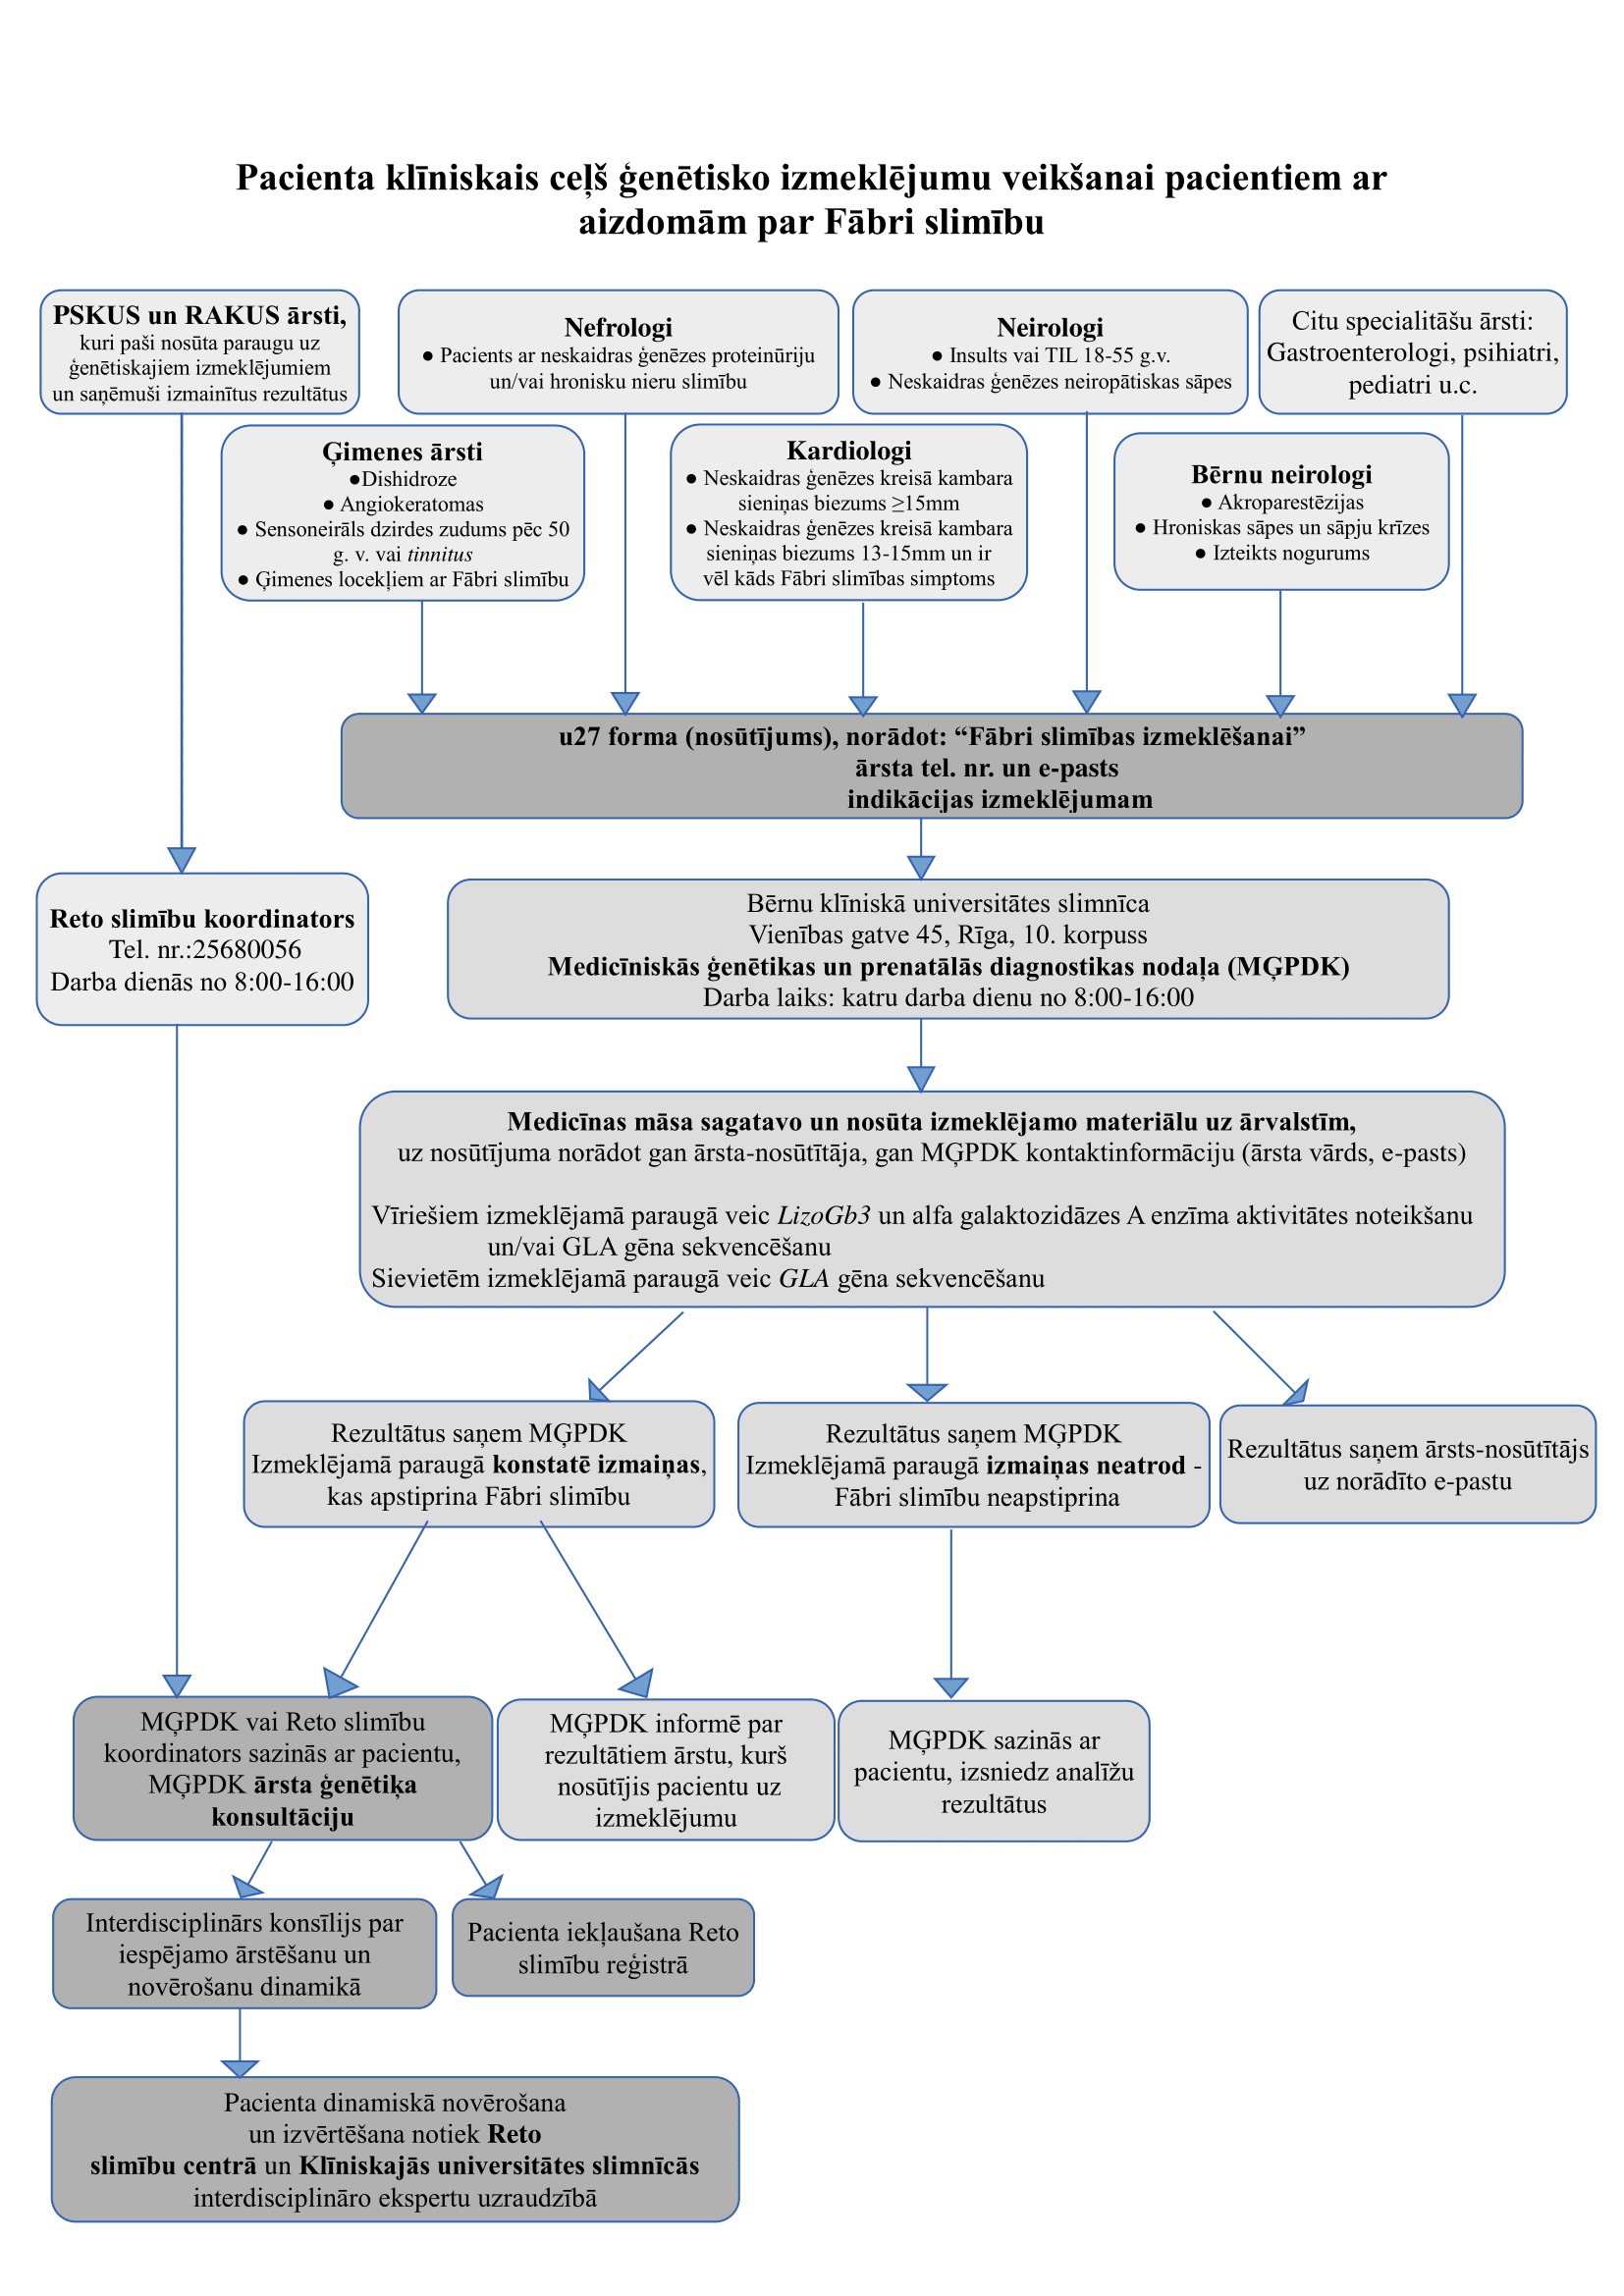 Pacienta klīniskais ceļš ģenētisko izmeklējumu veikšanai pacientiem ar
aizdomām par Fābri slimību
PSKUS un RAKUS ārsti,
kuri paši nosūta paraugu uz
ģenētiskajiem izmeklējumiem
un saņēmuši izmainītus rezultātus
Nefrologi
● Pacients ar neskaidras ģenēzes proteinūriju
un/vai hronisku nieru slimību
Neirologi
● Insults vai TIL 18-55 g.v.
● Neskaidras ģenēzes neiropātiskas sāpes
Citu specialitāšu ārsti:
Gastroenterologi, psihiatri,
pediatri u.c.
Ģimenes ārsti
●Dishidroze
● Angiokeratomas
● Sensoneirāls dzirdes zudums pēc 50
g. v. vai tinnitus
● Ģimenes locekļiem ar Fābri slimību
Kardiologi
● Neskaidras ģenēzes kreisā kambara
sieniņas biezums ≥15mm
● Neskaidras ģenēzes kreisā kambara
sieniņas biezums 13-15mm un ir
vēl kāds Fābri slimības simptoms
Bērnu neirologi
● Akroparestēzijas
● Hroniskas sāpes un sāpju krīzes
● Izteikts nogurums
u27 forma (nosūtījums), norādot: “Fābri slimības izmeklēšanai”
ārsta tel. nr. un e-pasts
indikācijas izmeklējumam
Reto slimību koordinators
Tel. nr.:25680056
Darba dienās no 8:00-16:00
Bērnu klīniskā universitātes slimnīca
Vienības gatve 45, Rīga, 10. korpuss
Medicīniskās ģenētikas un prenatālās diagnostikas nodaļa (MĢPDK)
Darba laiks: katru darba dienu no 8:00-16:00
Medicīnas māsa sagatavo un nosūta izmeklējamo materiālu uz ārvalstīm,
uz nosūtījuma norādot gan ārsta-nosūtītāja, gan MĢPDK kontaktinformāciju (ārsta vārds, e-pasts)
Vīriešiem izmeklējamā paraugā veic LizoGb3 un alfa galaktozidāzes A enzīma aktivitātes noteikšanu
un/vai GLA gēna sekvencēšanu
Sievietēm izmeklējamā paraugā veic GLA gēna sekvencēšanu
Rezultātus saņem MĢPDK
Izmeklējamā paraugā konstatē izmaiņas,
kas apstiprina Fābri slimību
Rezultātus saņem MĢPDK
Izmeklējamā paraugā izmaiņas neatrod -
Fābri slimību neapstiprina
Rezultātus saņem ārsts-nosūtītājs
uz norādīto e-pastu
MĢPDK vai Reto slimību
koordinators sazinās ar pacientu,
MĢPDK ārsta ģenētiķa
konsultāciju
MĢPDK informē par
rezultātiem ārstu, kurš
nosūtījis pacientu uz
izmeklējumu
MĢPDK sazinās ar
pacientu, izsniedz analīžu
rezultātus
Interdisciplinārs konsīlijs par
iespējamo ārstēšanu un
novērošanu dinamikā
Pacienta iekļaušana Reto
slimību reģistrā
Pacienta dinamiskā novērošana
un izvērtēšana notiek Reto
slimību centrā un Klīniskajās universitātes slimnīcās
interdisciplināro ekspertu uzraudzībā